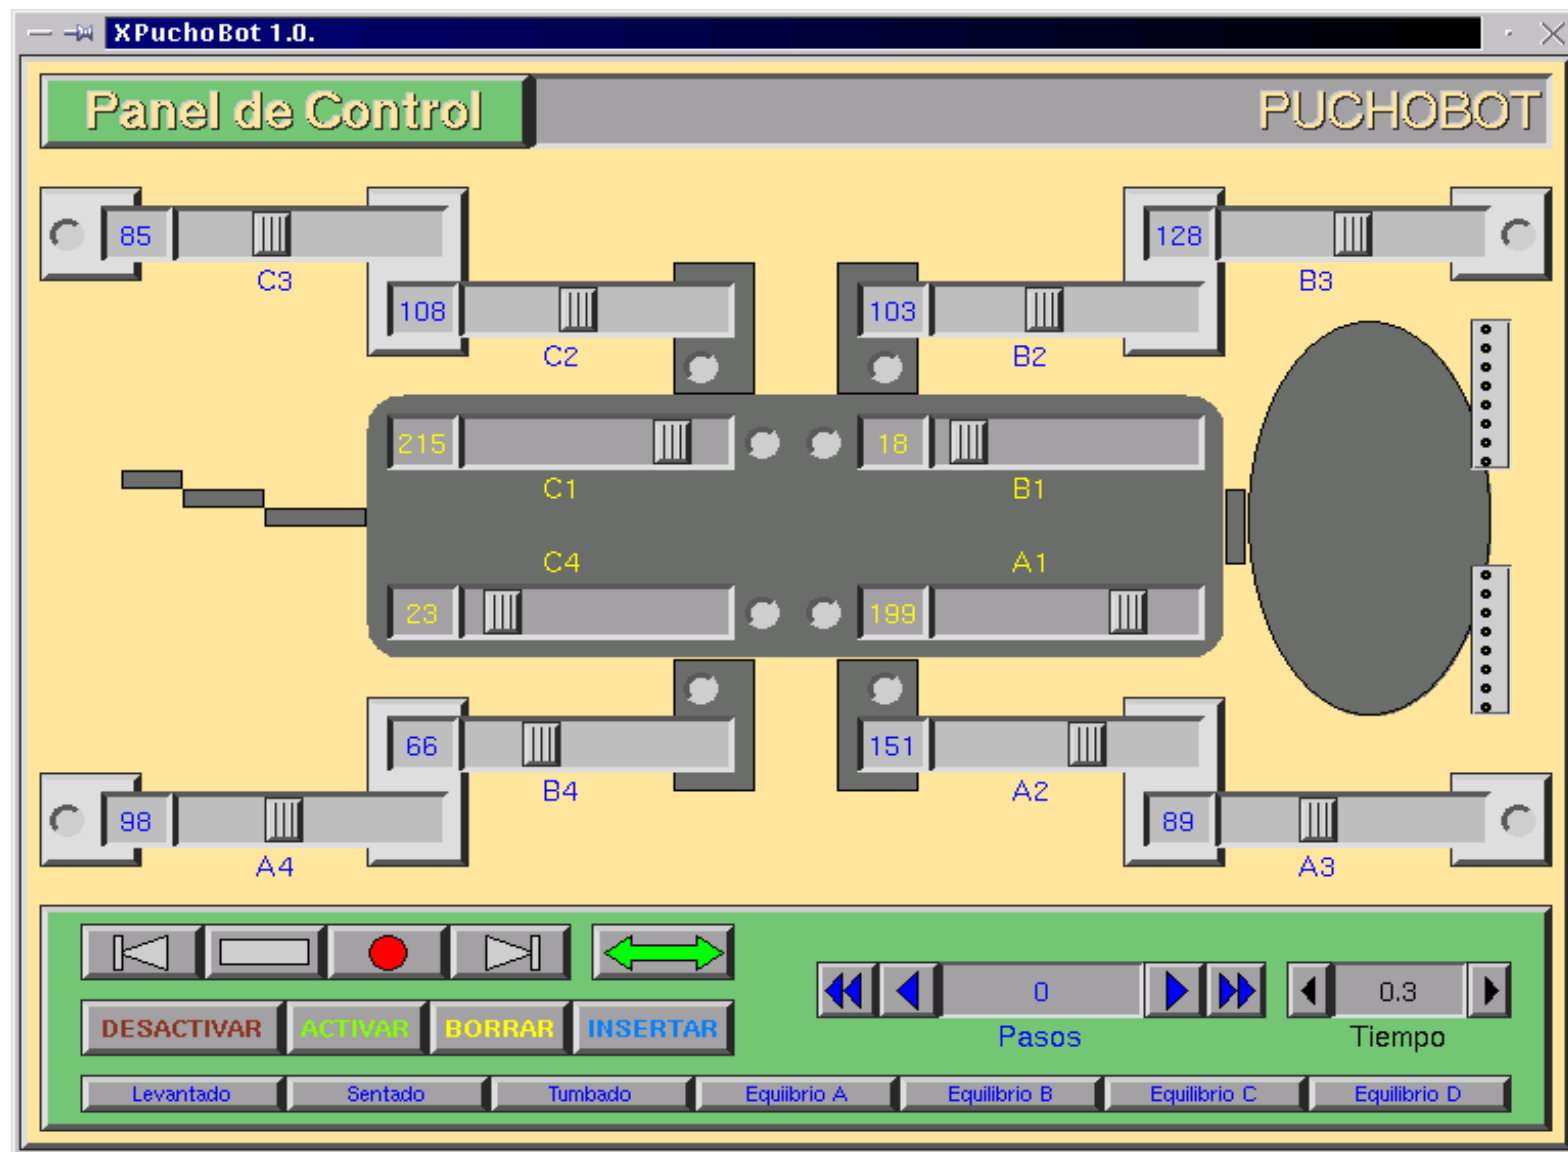 XPuchoBot 1.0.
Panel de Control
PUCHOBOT
85
128
C3
B3
108
103
C2
B2
215
18
C1
B1
C4
A1
23
199
66
151
B4
A2
98
89
A4
A3
0
0.3
DESACTIVAR ACTIVAR BORRAR INSERTAR
Pasos
Tiempo
Levantado Sentado Tumbado Equiibrio A Equilibrio B Equilibrio C Equilibrio D